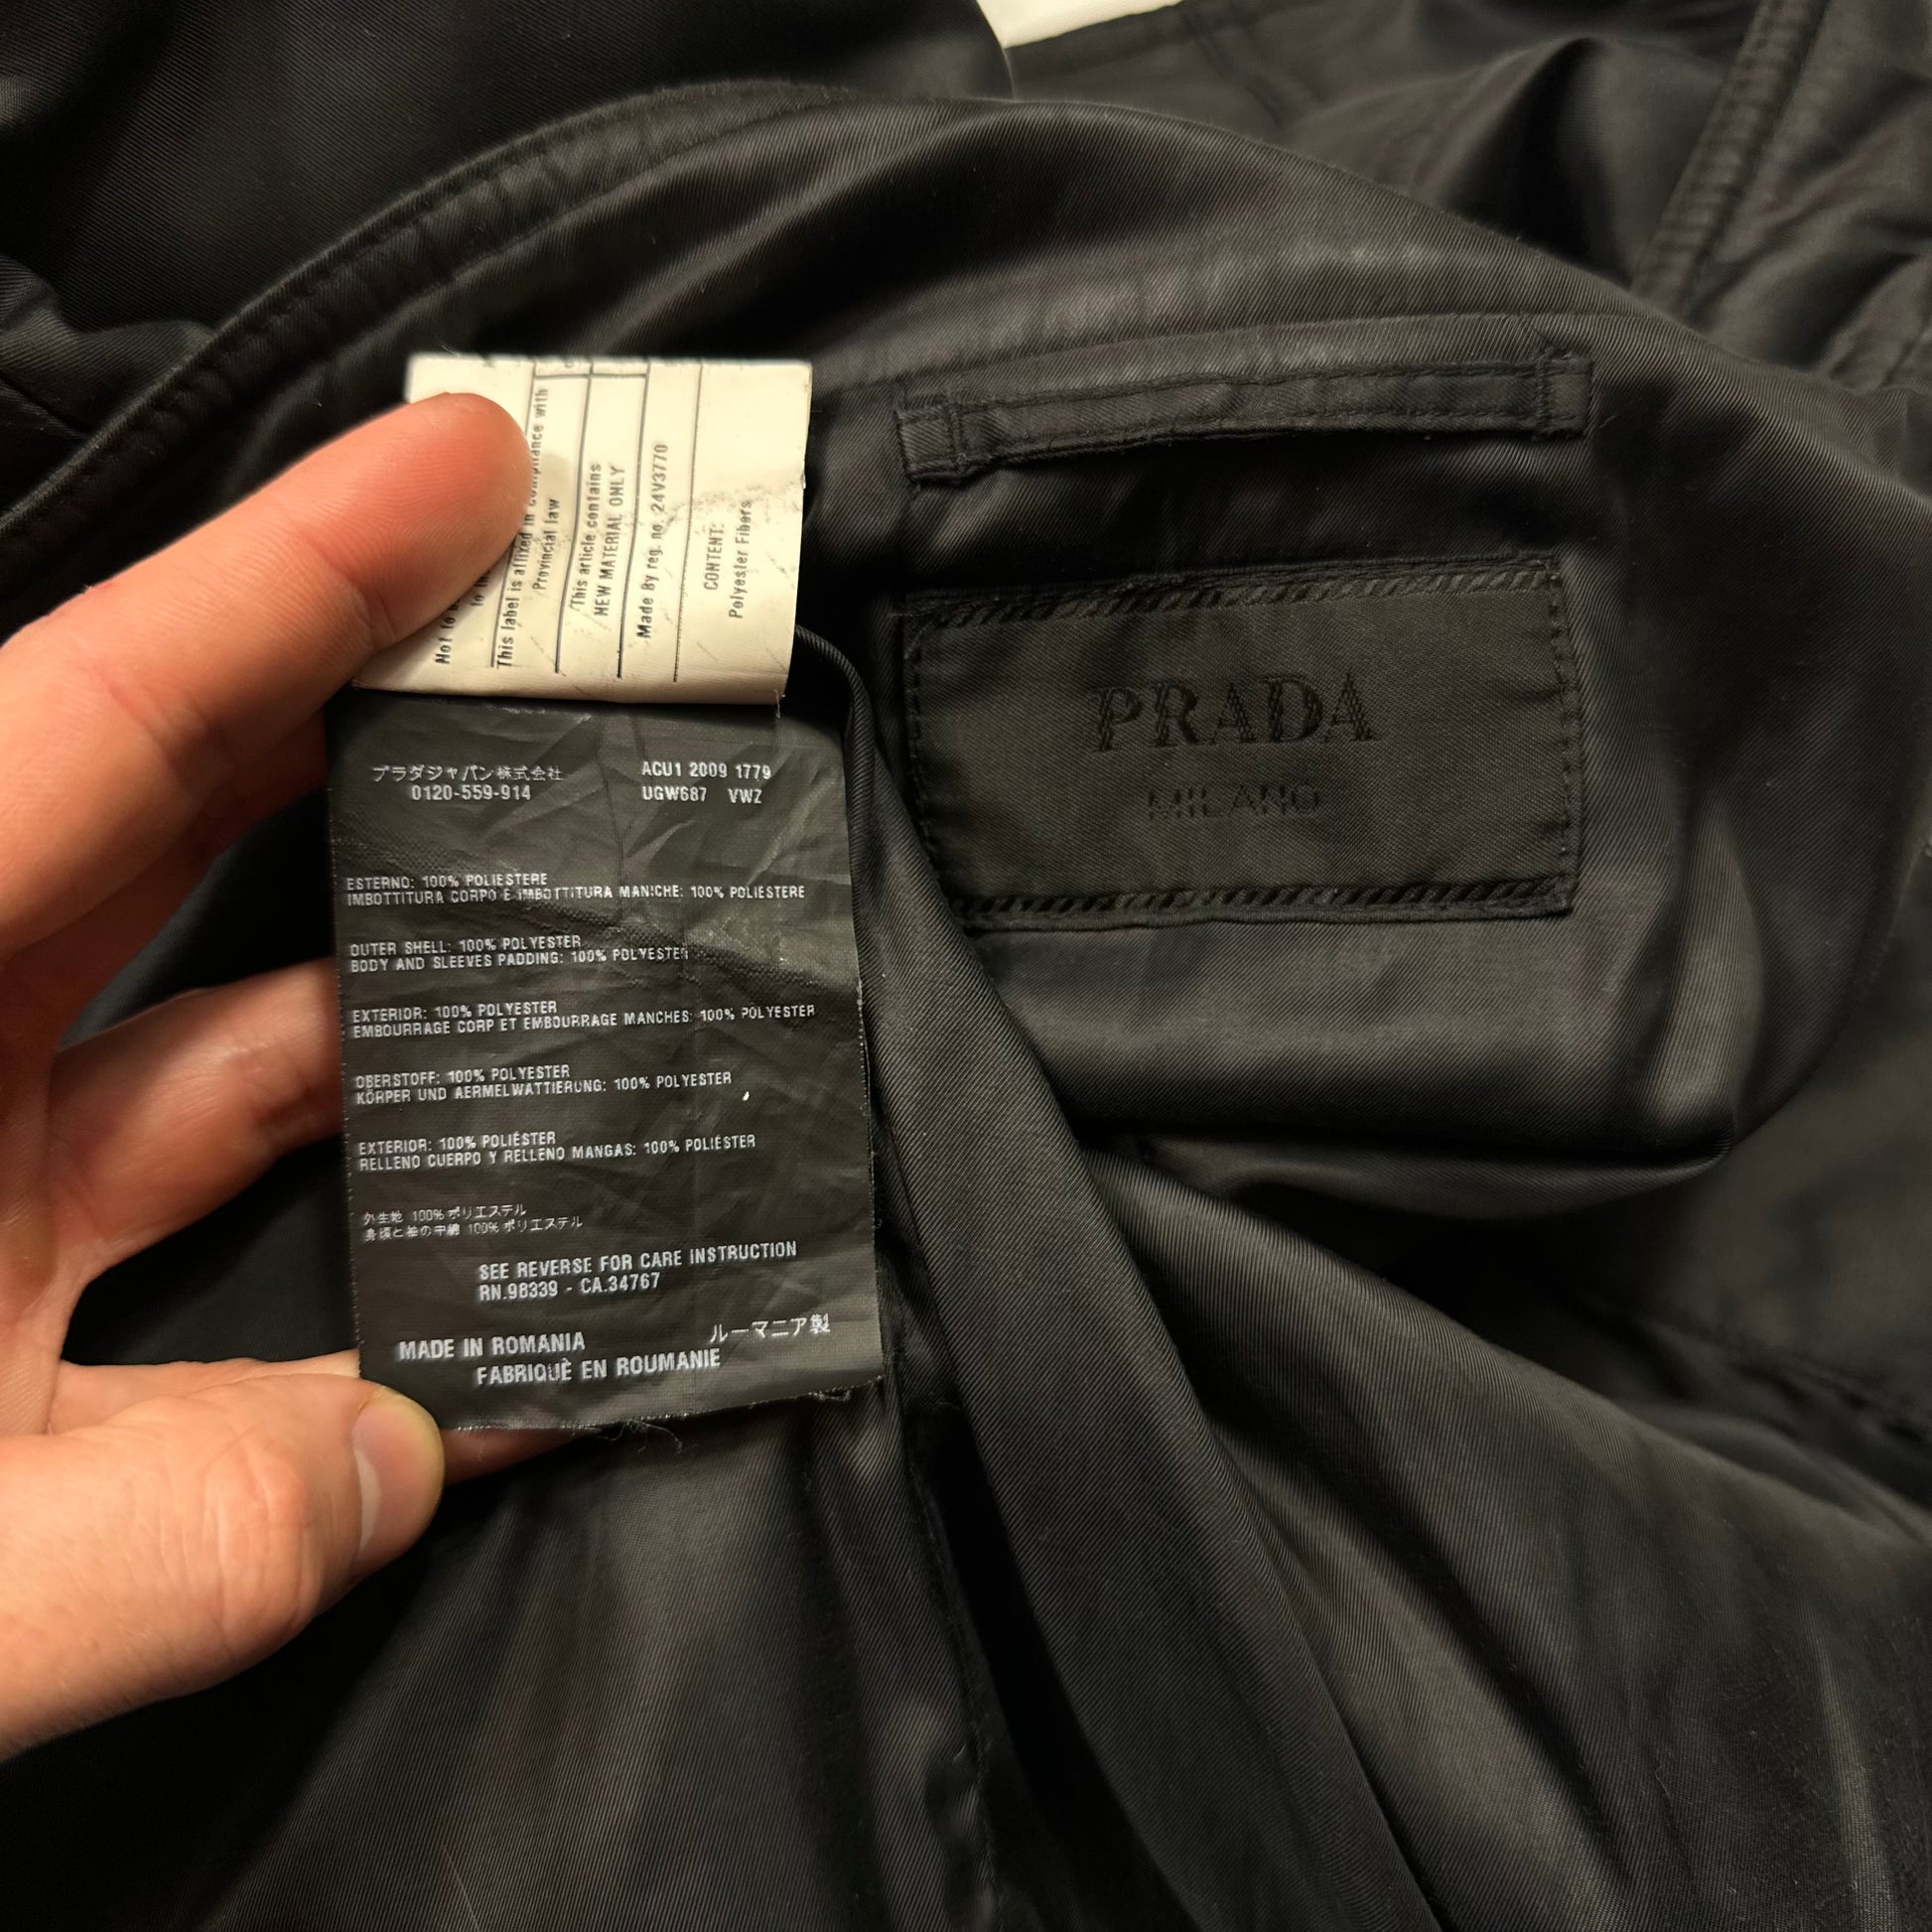 This label is affixed in compliance with
Provincial law
This article contains
NEW MATERIAL ONLY
Made By reg. no. 24V3770
CONTENT:
Polyester Fibers
プラダジャパン株式会社
0120-559-914
ACU1 2009 1779
UGW687 VWZ
ESTERNO: 100% POLIESTERE
IMBOTTITURA CORPO E IMBOTTITURA MANICHE: 100% POLIESTERE
OUTER SHELL: 100% POLYESTER
BODY AND SLEEVES PADDING: 100% POLYESTER
EXTERIOR: 100% POLYESTER
EMBOURRAGE CORP ET EMBOURRAGE MANCHES: 100% POLYESTER
OBERSTOFF: 100% POLYESTER
KÖRPER UND AERMELWATTIERUNG: 100% POLYESTER
EXTERIOR: 100% POLIÉSTER
RELLENO CUERPO Y RELLENO MANGAS: 100% POLIÉSTER
外生地 100% ポリエステル
身頃と袖の中綿 100% ポリエステル
SEE REVERSE FOR CARE INSTRUCTION
RN.98339 - CA.34767
MADE IN ROMANIA
ルーマニア製
FABRIQUÈ EN ROUMANIE
PRADA
MILANO